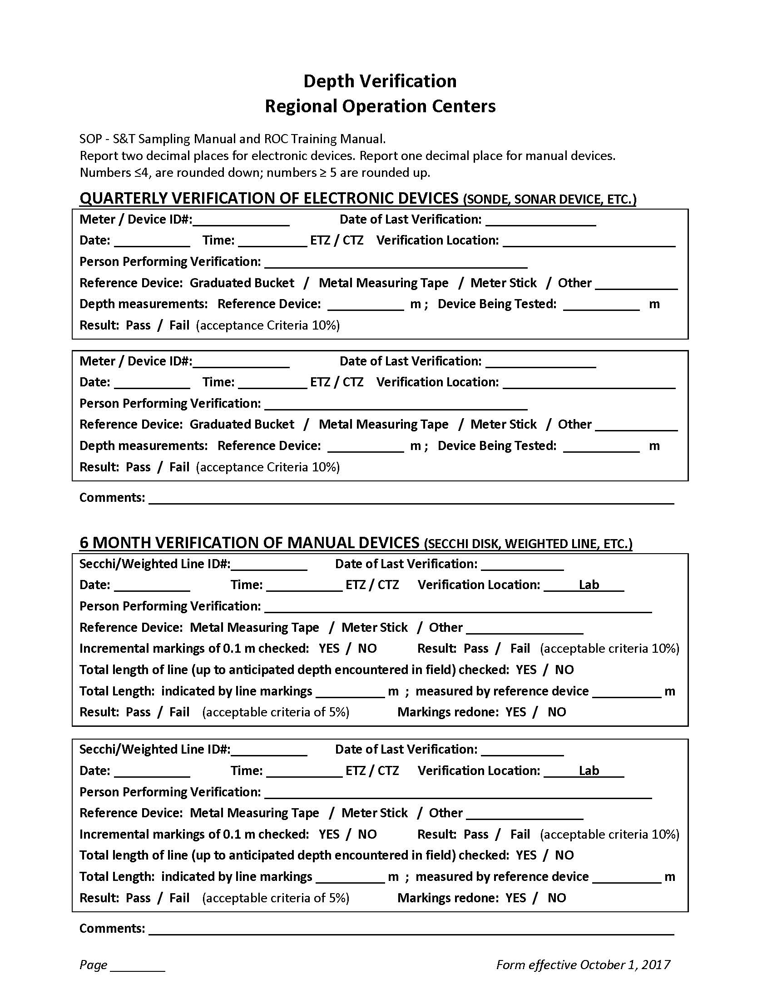 Depth Verification
Regional Operation Centers
SOP - S&T Sampling Manual and ROC Training Manual.
Report two decimal places for electronic devices. Report one decimal place for manual devices.
Numbers ≤4, are rounded down; numbers ≥ 5 are rounded up.
QUARTERLY VERIFICATION OF ELECTRONIC DEVICES (SONDE, SONAR DEVICE, ETC.)
Meter / Device ID#:______________ Date of Last Verification: ________________
Date: ___________ Time: __________ ETZ / CTZ Verification Location: _________________________
Person Performing Verification: ______________________________________
Reference Device: Graduated Bucket / Metal Measuring Tape / Meter Stick / Other ____________
Depth measurements: Reference Device: ___________ m ; Device Being Tested: ___________ m
Result: Pass / Fail (acceptance Criteria 10%)
Meter / Device ID#:______________ Date of Last Verification: ________________
Date: ___________ Time: __________ ETZ / CTZ Verification Location: _________________________
Person Performing Verification: ______________________________________
Reference Device: Graduated Bucket / Metal Measuring Tape / Meter Stick / Other ____________
Depth measurements: Reference Device: ___________ m ; Device Being Tested: ___________ m
Result: Pass / Fail (acceptance Criteria 10%)
Comments: ____________________________________________________________________________
6 MONTH VERIFICATION OF MANUAL DEVICES (SECCHI DISK, WEIGHTED LINE, ETC.)
Secchi/Weighted Line ID#:___________ Date of Last Verification: ____________
Date: ___________ Time: ___________ ETZ / CTZ Verification Location: _____Lab____
Person Performing Verification: ________________________________________________________
Reference Device: Metal Measuring Tape / Meter Stick / Other _________________
Incremental markings of 0.1 m checked: YES / NO Result: Pass / Fail (acceptable criteria 10%)
Total length of line (up to anticipated depth encountered in field) checked: YES / NO
Total Length: indicated by line markings __________ m ; measured by reference device __________ m
Result: Pass / Fail (acceptable criteria of 5%) Markings redone: YES / NO
Secchi/Weighted Line ID#:___________ Date of Last Verification: ____________
Date: ___________ Time: ___________ ETZ / CTZ Verification Location: _____Lab____
Person Performing Verification: ________________________________________________________
Reference Device: Metal Measuring Tape / Meter Stick / Other _________________
Incremental markings of 0.1 m checked: YES / NO Result: Pass / Fail (acceptable criteria 10%)
Total length of line (up to anticipated depth encountered in field) checked: YES / NO
Total Length: indicated by line markings __________ m ; measured by reference device __________ m
Result: Pass / Fail (acceptable criteria of 5%) Markings redone: YES / NO
Comments: ____________________________________________________________________________
Page ________ Form effective October 1, 2017